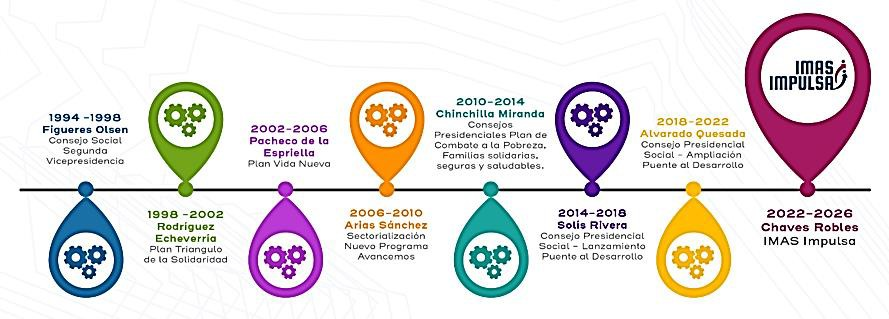 1994 -1998
Figueres Olsen
Consejo Social
Segunda
Vicepresidencia
1998 -2002
Rodríguez
Echeverría
Plan Triangulo
de la Solidaridad
2002-2006
Pacheco de la
Espriella
Plan Vida Nueva
2006-2010
Arias Sánchez
Sectorialización
Nuevo Programa
Avancemos
2010-2014
Chinchilla Miranda
Consejos
Presidenciales Plan de
Combate a la Pobreza,
Familias solidarias,
seguras y saludables.
2014-2018
Solís Rivera
Consejo Presidencial
Social - Lanzamiento
Puente al Desarrollo
2018-2022
Alvarado Quesada
Consejo Presidencial
Social - Ampliación
Puente al Desarrollo
IMAS
IMPULSA
2022-2026
Chaves Robles
IMAS Impulsa